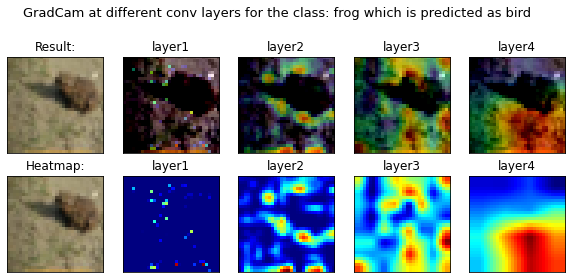 GradCam at different conv layers for the class: frog which is predicted as bird
Result: layer1 layer2 layer3 layer4
Heatmap: layer1 layer2 layer3 layer4